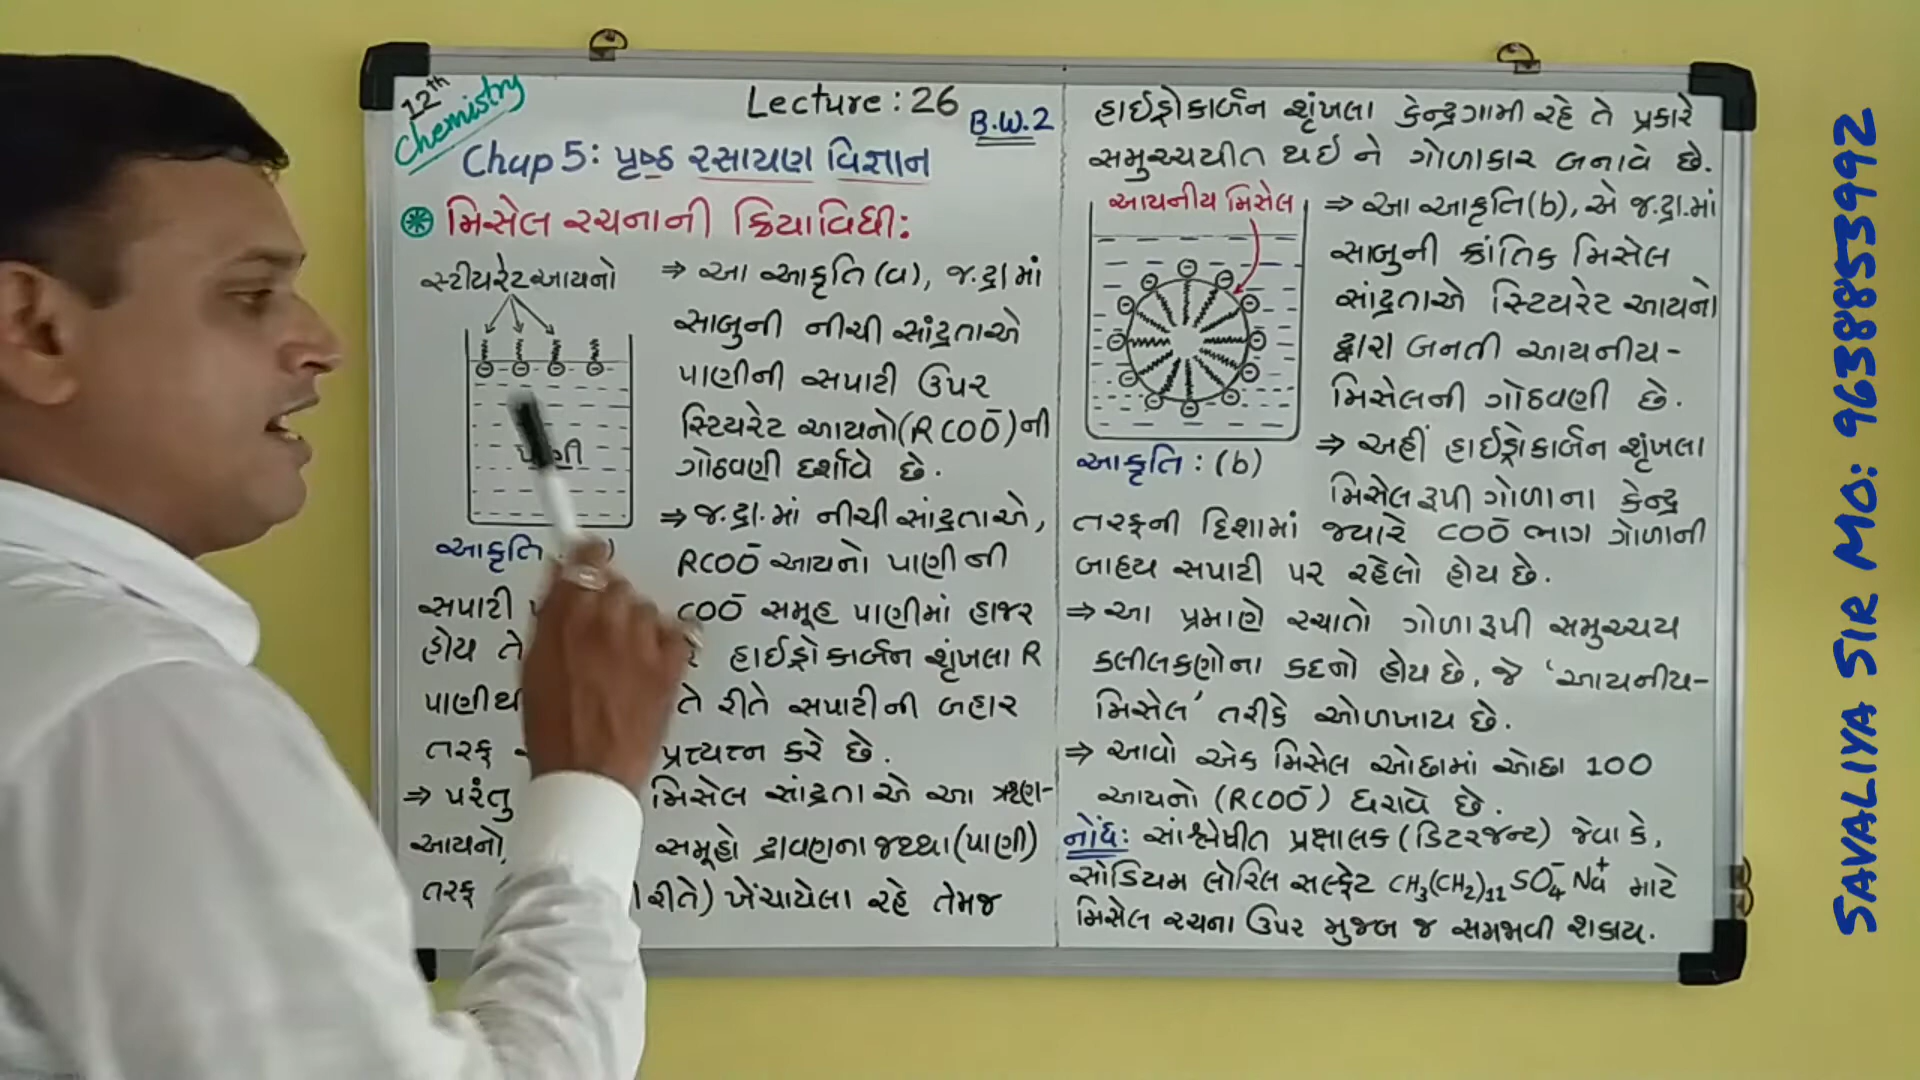 12th
Chemistry
Lecture : 26
B.W.2
Chap 5 : પૃષ્ઠ રસાયણ વિજ્ઞાન
મિસેલ રચનાની ક્રિયાવિધી :
સ્ટીયરેટ આયનો
પાણી
આકૃતિ
⇒ આ આકૃતિ (a), જ.દ્રા માં
સાબુની નીચી સાંદ્રતાએ
પાણીની સપાટી ઉપર
સ્ટિયરેટ આયનો (RCOO⁻) ની
ગોઠવણી દર્શાવે છે.
⇒ જ.દ્રા. માં નીચી સાંદ્રતાએ,
RCOO⁻ આયનો પાણી ની
સપાટી COO⁻ સમૂહ પાણીમાં હાજર
હોય તે હાઈડ્રોકાર્બન શૃંખલા R
પાણીથી તે રીતે સપાટીની બહાર
તરફ પ્રત્યત્ન કરે છે.
⇒ પરંતુ મિસેલ સાંદ્રતાએ આ ઋણ-
આયનો, સમૂહો દ્રાવણના જથ્થા (પાણી)
તરફ રીતે) ખેંચાયેલા રહે તેમજ
હાઈડ્રોકાર્બન શૃંખલા કેન્દ્રગામી રહે તે પ્રકારે
સમુચ્ચયીત થઈ ને ગોળાકાર બનાવે છે.
આયનીય મિસેલ
આકૃતિ : (b)
⇒ આ આકૃતિ (b), એ જ.દ્રા. માં
સાબુની ક્રાંતિક મિસેલ
સાંદ્રતાએ સ્ટિયરેટ આયનો
દ્વારા બનતી આયનીય-
મિસેલની ગોઠવણી છે.
⇒ અહીં હાઈડ્રોકાર્બન શૃંખલા
મિસેલ રૂપી ગોળાના કેન્દ્ર
તરફની દિશામાં જ્યારે COO⁻ ભાગ ગોળાની
બાહય સપાટી પર રહેલો હોય છે.
⇒ આ પ્રમાણે રચાતો ગોળારૂપી સમુચ્ચય
કલીલકણોના કદનો હોય છે, જે 'આયનીય-
મિસેલ' તરીકે ઓળખાય છે.
⇒ આવો એક મિસેલ ઓછામાં ઓછા 100
આયનો (RCOO⁻) ધરાવે છે.
નોંધ : સાંશ્લેષીત પ્રક્ષાલક (ડિટરજન્ટ) જેવા કે,
સોડિયમ લોરિલ સલ્ફેટ CH₃(CH₂)₁₁SO₄⁻Na⁺ માટે
મિસેલ રચના ઉપર મુજબ જ સમજાવી શકાય.
SAVALIYA SIR MO: 9638853992